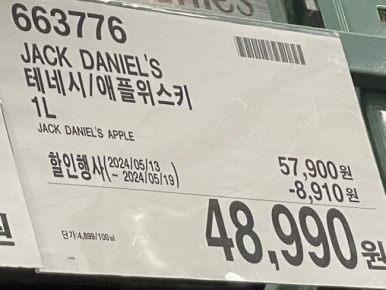 663776
JACK DANIEL'S
테네시/애플위스키
1L
JACK DANIEL'S APPLE
할인행사(2024/05/13 ~ 2024/05/19)
57,900원
-8,910원
48,990원
단가:4,899/100㎖
원